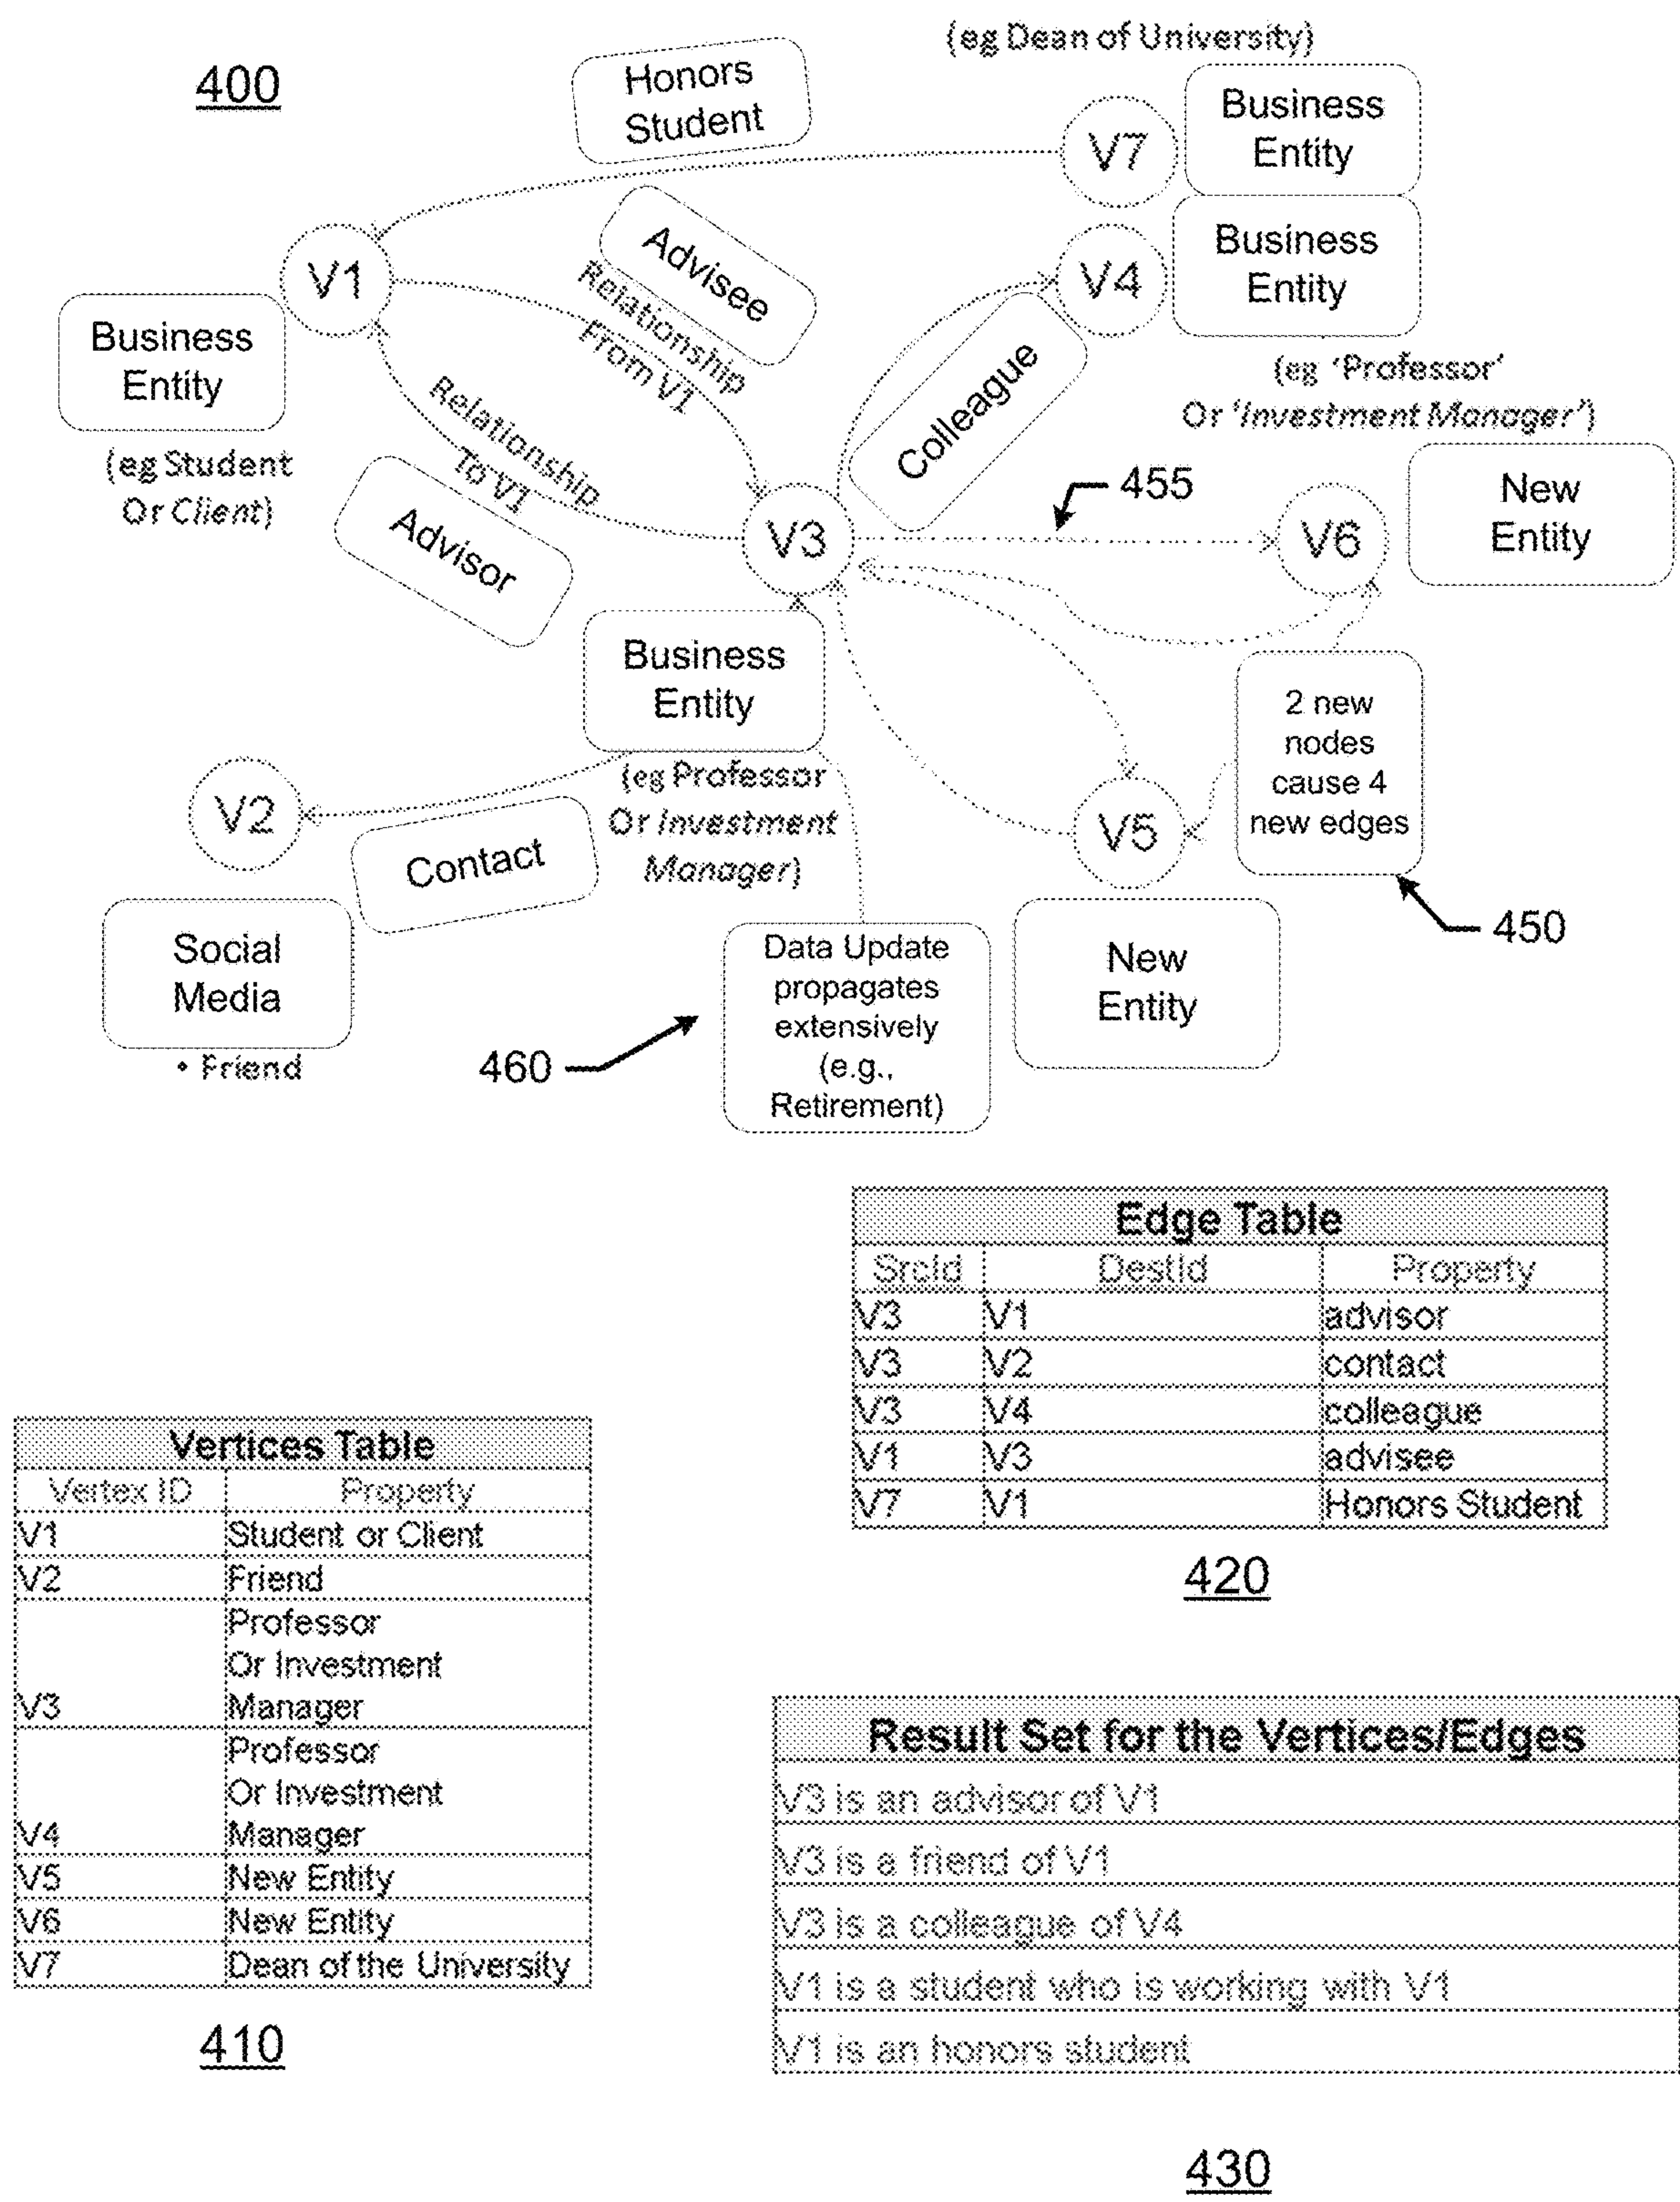 400
(eg Dean of University)
Honors
Student
V7
Business
Entity
V1
Advisee
Relationship
From V1
V4
Business
Entity
Business
Entity
(eg Student
Or Client)
Relationship
To V1
Advisor
Colleague
(eg 'Professor'
Or 'Investment Manager')
455
V3
V6
New
Entity
Business
Entity
(eg Professor
Or Investment
Manager)
2 new
nodes
cause 4
new edges
450
V2
Contact
V5
Social
Media
• Friend
460
Data Update
propagates
extensively
(e.g.,
Retirement)
New
Entity
Edge Table
SrcId DestId Property
V3 V1 advisor
V3 V2 contact
V3 V4 colleague
V1 V3 advisee
V7 V1 Honors Student
420
Vertices Table
Vertex ID Property
V1 Student or Client
V2 Friend
Professor
Or Investment
V3 Manager
Professor
Or Investment
V4 Manager
V5 New Entity
V6 New Entity
V7 Dean of the University
410
Result Set for the Vertices/Edges
V3 is an advisor of V1
V3 is a friend of V1
V3 is a colleague of V4
V1 is a student who is working with V1
V1 is an honors student
430